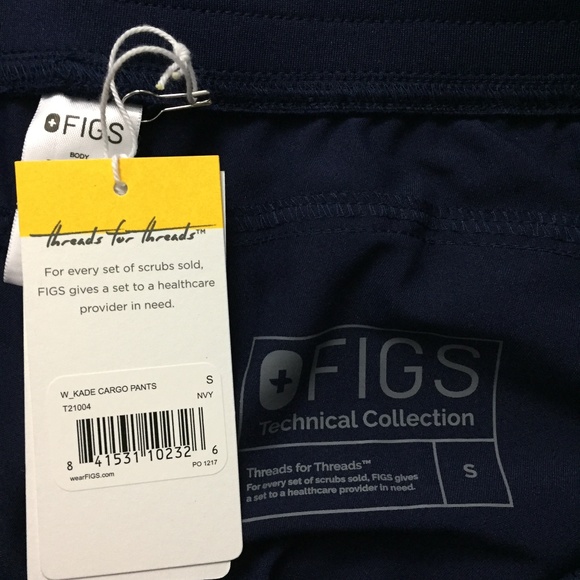 FIGS
BODY
Threads for Threads™
For every set of scrubs sold,
FIGS gives a set to a healthcare
provider in need.
W_KADE CARGO PANTS S
T21004 NVY
8 41531 10232 6
wearFIGS.com PO 1217
FIGS
Technical Collection
Threads for Threads™
For every set of scrubs sold, FIGS gives
a set to a healthcare provider in need.
S